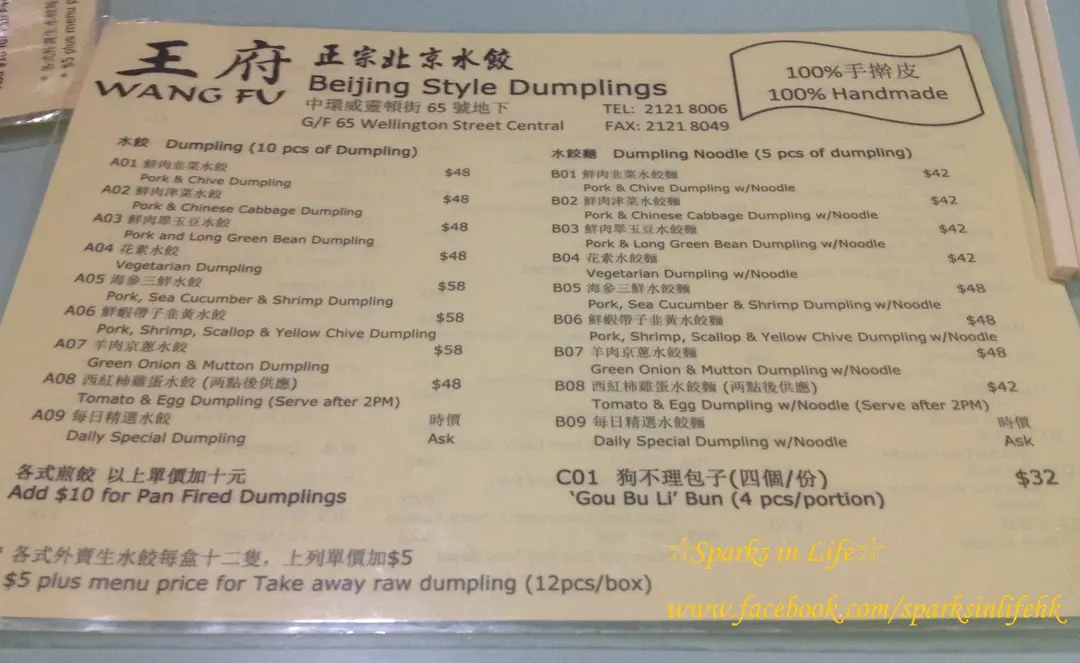 王府 正宗北京水餃
WANG FU Beijing Style Dumplings
中環威靈頓街 65 號地下 TEL: 2121 8006
G/F 65 Wellington Street Central FAX: 2121 8049
100%手擀皮
100% Handmade
水餃 Dumpling (10 pcs of Dumpling)
A01 鮮肉韭菜水餃 $48
Pork & Chive Dumpling
A02 鮮肉津菜水餃 $48
Pork & Chinese Cabbage Dumpling
A03 鮮肉翠玉豆水餃 $48
Pork and Long Green Bean Dumpling
A04 花素水餃 $48
Vegetarian Dumpling
A05 海參三鮮水餃 $58
Pork, Sea Cucumber & Shrimp Dumpling
A06 鮮蝦帶子韭黃水餃 $58
Pork, Shrimp, Scallop & Yellow Chive Dumpling
A07 羊肉京蔥水餃 $58
Green Onion & Mutton Dumpling
A08 西紅柿雞蛋水餃 (两點後供應) $48
Tomato & Egg Dumpling (Serve after 2PM)
A09 每日精選水餃 時價
Daily Special Dumpling Ask
各式煎餃 以上單價加十元
Add $10 for Pan Fired Dumplings
水餃麵 Dumpling Noodle (5 pcs of dumpling)
B01 鮮肉韭菜水餃麵 $42
Pork & Chive Dumpling w/Noodle
B02 鮮肉津菜水餃麵 $42
Pork & Chinese Cabbage Dumpling w/Noodle
B03 鮮肉翠玉豆水餃麵 $42
Pork & Long Green Bean Dumpling w/Noodle
B04 花素水餃麵 $42
Vegetarian Dumpling w/Noodle
B05 海參三鮮水餃麵 $48
Pork, Sea Cucumber & Shrimp Dumpling w/Noodle
B06 鮮蝦帶子韭黃水餃麵 $48
Pork, Shrimp, Scallop & Yellow Chive Dumpling w/Noodle
B07 羊肉京蔥水餃麵 $48
Green Onion & Mutton Dumpling w/Noodle
B08 西紅柿雞蛋水餃麵 (两點後供應) $42
Tomato & Egg Dumpling w/Noodle (Serve after 2PM)
B09 每日精選水餃麵 時價
Daily Special Dumpling w/Noodle Ask
C01 狗不理包子(四個/份) $32
‘Gou Bu Li’ Bun (4 pcs/portion)
* 各式外賣生水餃每盒十二隻，上列單價加$5
$5 plus menu price for Take away raw dumpling (12pcs/box)
☆Sparks in Life☆
www.facebook.com/sparksinlifehk